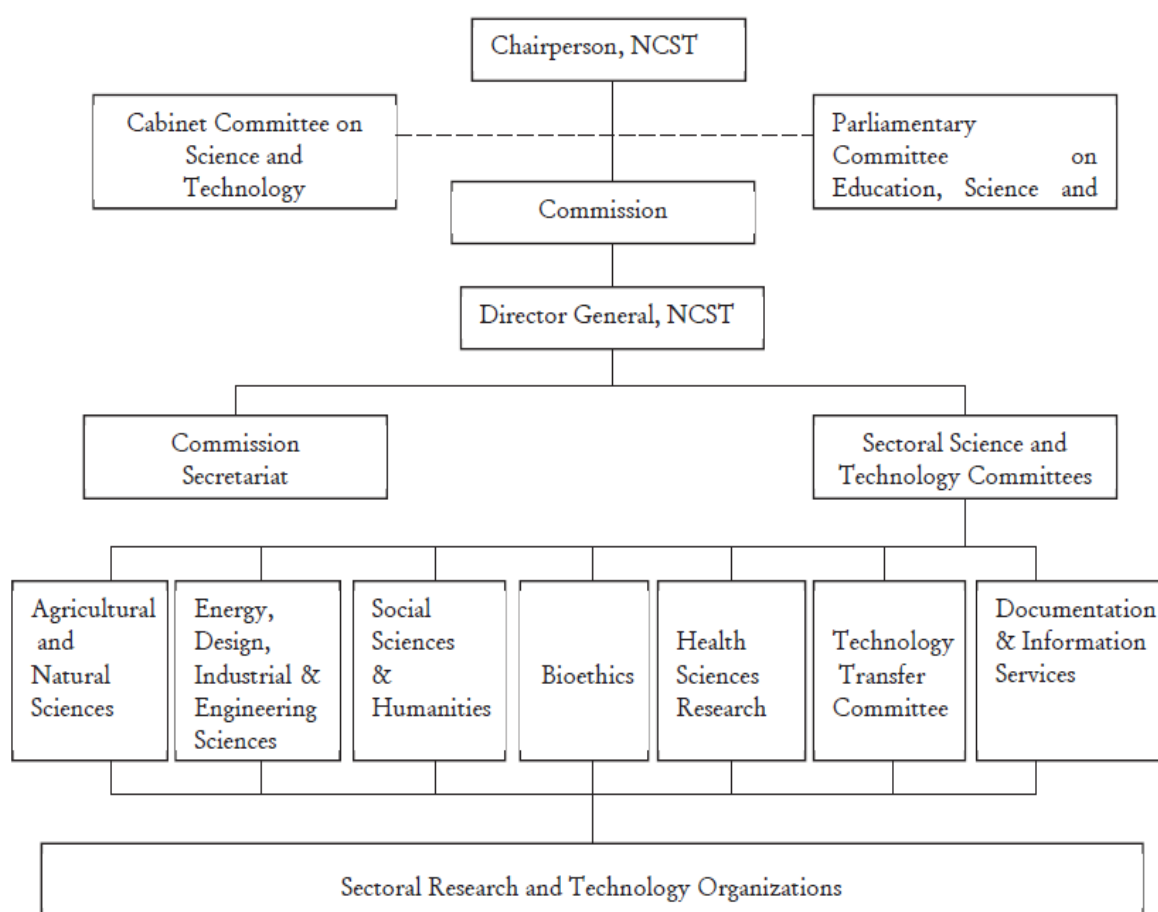 Chairperson, NCST
Cabinet Committee on
Science and
Technology
Parliamentary
Committee on
Education, Science and
Commission
Director General, NCST
Commission
Secretariat
Sectoral Science and
Technology Committees
Agricultural
and
Natural
Sciences
Energy,
Design,
Industrial &
Engineering
Sciences
Social
Sciences
&
Humanities
Bioethics
Health
Sciences
Research
Technology
Transfer
Committee
Documentation
& Information
Services
Sectoral Research and Technology Organizations